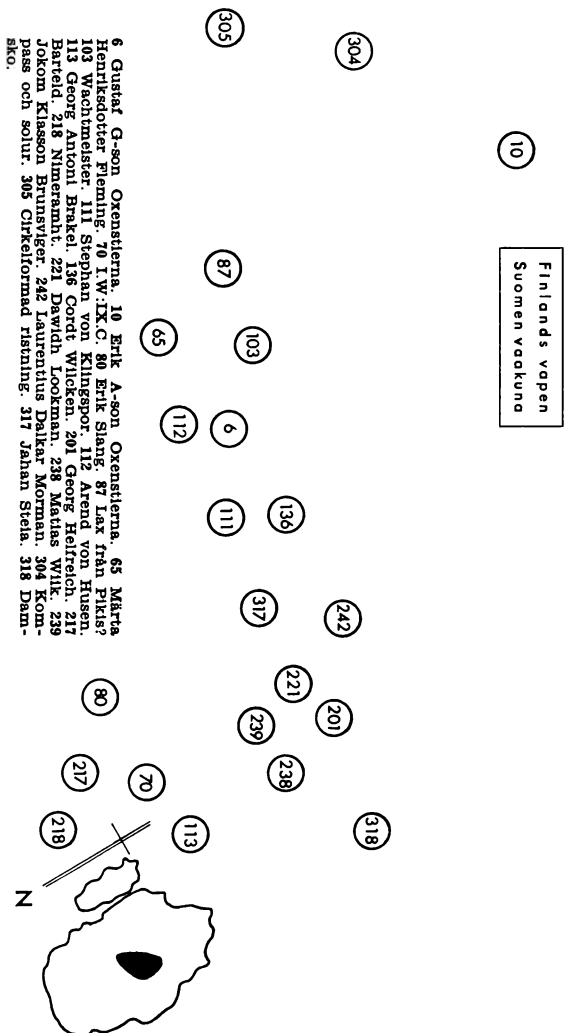 Finlands vapen
Suomen vaakuna
10
318
304
242
201
221
136
238
317
239
103
6
111
305
87
113
112
65
70
80
217
218
N
6 Gustaf G-son Oxenstierna. 10 Erik A-son Oxenstierna. 65 Märta
Henriksdotter Fleming. 70 I.W:IX.C. 80 Erik Slang. 87 Lax från Pikis?
103 Wachtmeister. 111 Stephan von Klingspor. 112 Arend von Husen.
113 Georg Antoni Brakel. 136 Cordt Wilcken. 201 Georg Helfreich. 217
Barteld. 218 Nimeramht. 221 Dawidh Lookman. 238 Matias Wiik. 239
Jokom Klasson Brunsviger. 242 Laurentius Dalkar Morman. 304 Kom-
pass och solur. 305 Cirkelformad ristning. 317 Jahan Steia. 318 Dam-
sko.